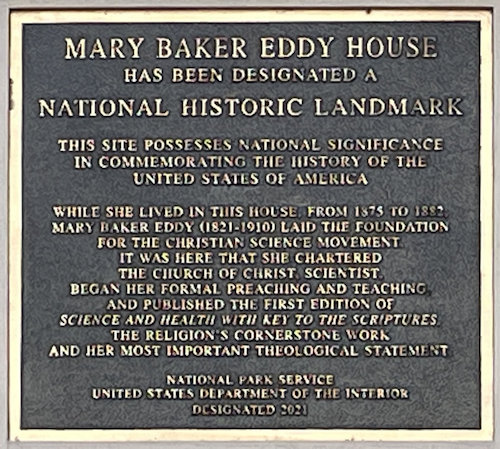 MARY BAKER EDDY HOUSE
HAS BEEN DESIGNATED A
NATIONAL HISTORIC LANDMARK
THIS SITE POSSESSES NATIONAL SIGNIFICANCE
IN COMMEMORATING THE HISTORY OF THE
UNITED STATES OF AMERICA
WHILE SHE LIVED IN THIS HOUSE, FROM 1875 TO 1882,
MARY BAKER EDDY (1821-1910) LAID THE FOUNDATION
FOR THE CHRISTIAN SCIENCE MOVEMENT.
IT WAS HERE THAT SHE CHARTERED
THE CHURCH OF CHRIST, SCIENTIST,
BEGAN HER FORMAL PREACHING AND TEACHING,
AND PUBLISHED THE FIRST EDITION OF
SCIENCE AND HEALTH WITH KEY TO THE SCRIPTURES,
THE RELIGION'S CORNERSTONE WORK
AND HER MOST IMPORTANT THEOLOGICAL STATEMENT
NATIONAL PARK SERVICE
UNITED STATES DEPARTMENT OF THE INTERIOR
DESIGNATED 2021